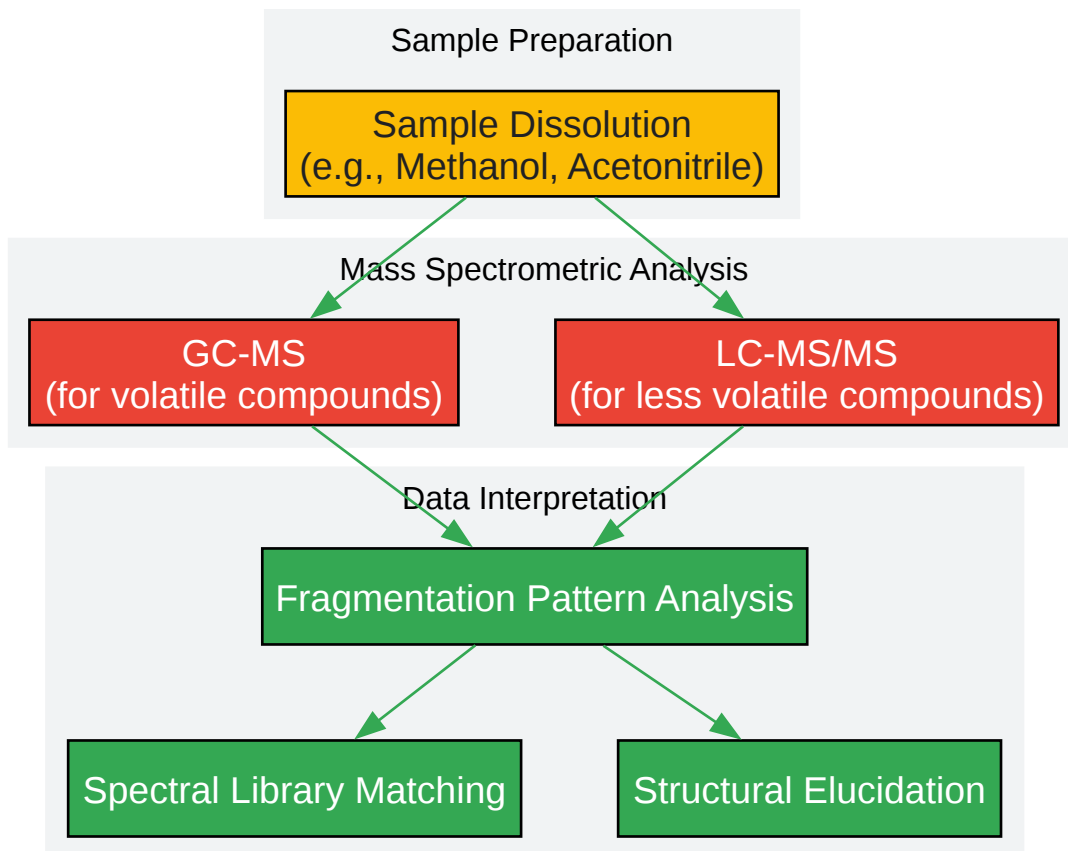 Sample Preparation
Sample Dissolution
(e.g., Methanol, Acetonitrile)
Mass Spectrometric Analysis
GC-MS
(for volatile compounds)
LC-MS/MS
(for less volatile compounds)
Data Interpretation
Fragmentation Pattern Analysis
Spectral Library Matching
Structural Elucidation